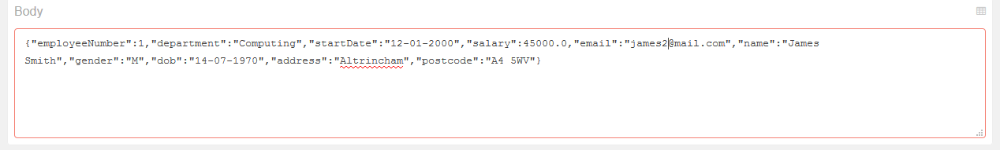 Body
{"employeeNumber":1,"department":"Computing","startDate":"12-01-2000","salary":45000.0,"email":"james2@mail.com","name":"James
Smith","gender":"M","dob":"14-07-1970","address":"Altrincham","postcode":"A4 5WV"}